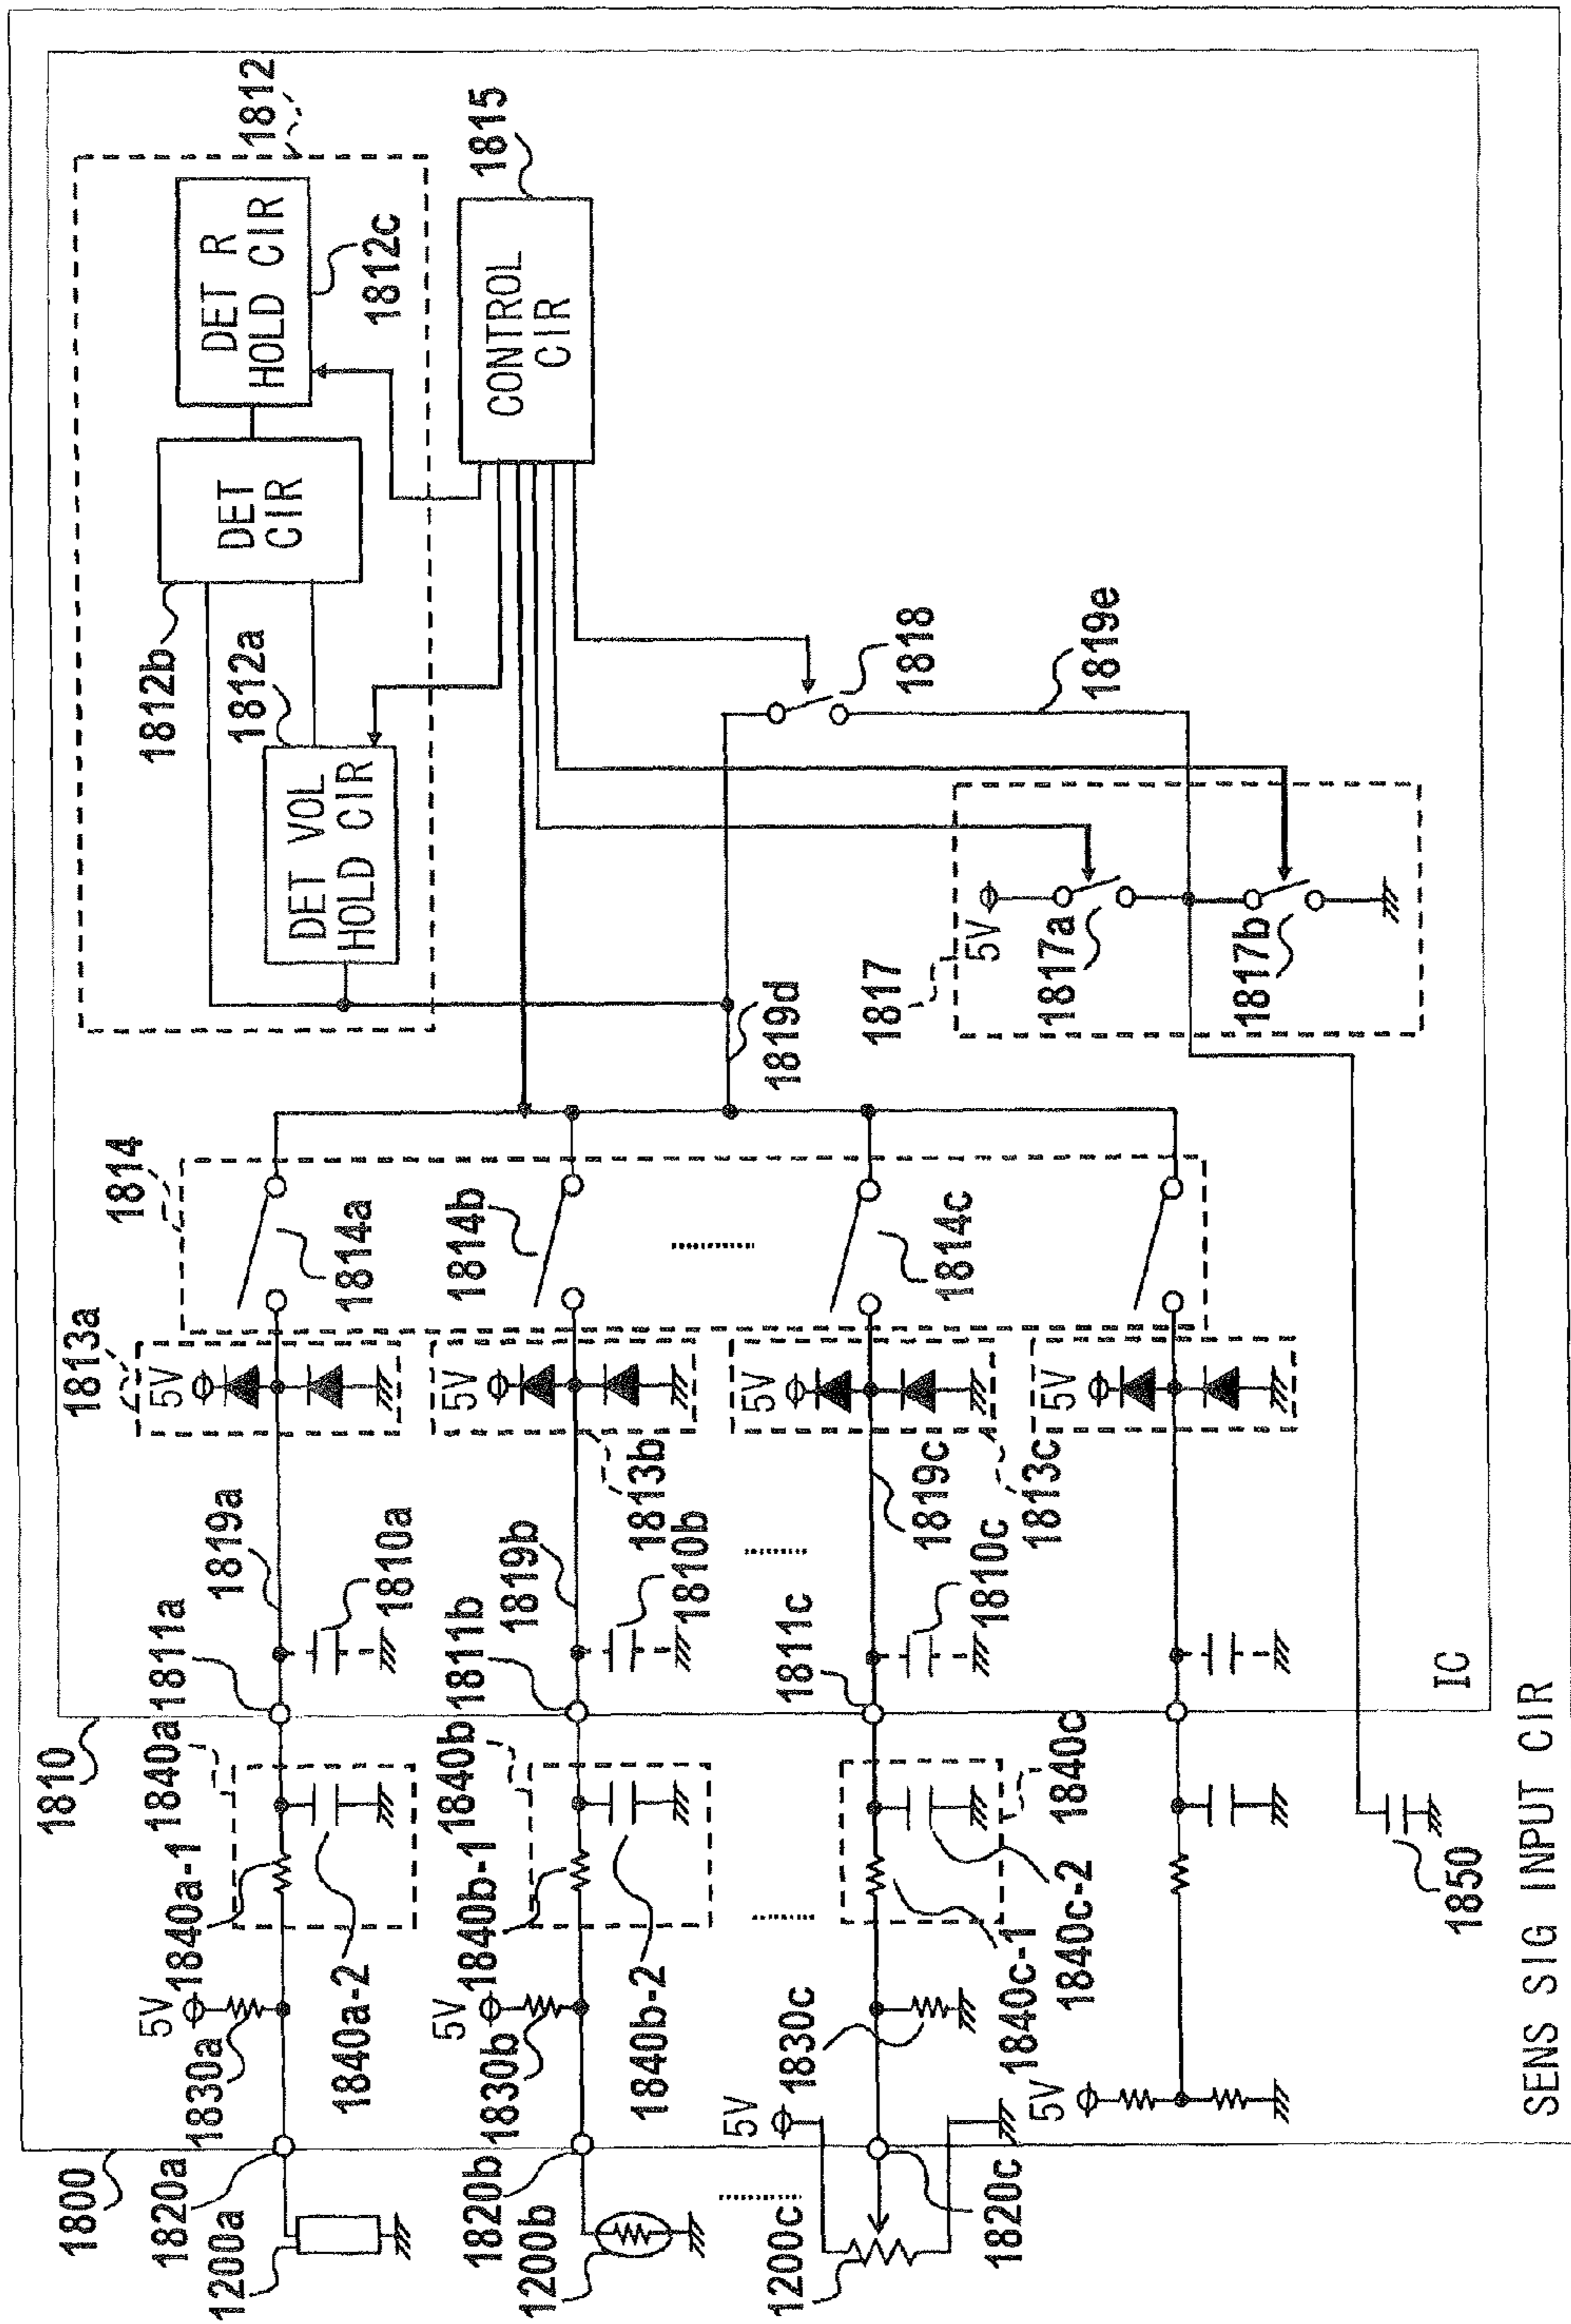 1800
1820a
1200a
1820b
1200b
1200c
1820c
5V
1830a
5V
1830b
5V
1830c
5V
1810
1840a
1840a-1
1840a-2
1840b
1840b-1
1840b-2
1840c
1840c-1
1840c-2
1850
1811a
1811b
1811c
1819a
1810a
1819b
1810b
1819c
1810c
1813a
5V
1813b
5V
1813c
5V
5V
1814
1814a
1814b
1814c
1819d
1817
5V
1817a
1817b
1818
1819e
1812
1812a
DET VOL
HOLD CIR
1812b
DET
CIR
1812c
DET R
HOLD CIR
1815
CONTROL
CIR
IC
SENS SIG INPUT CIR